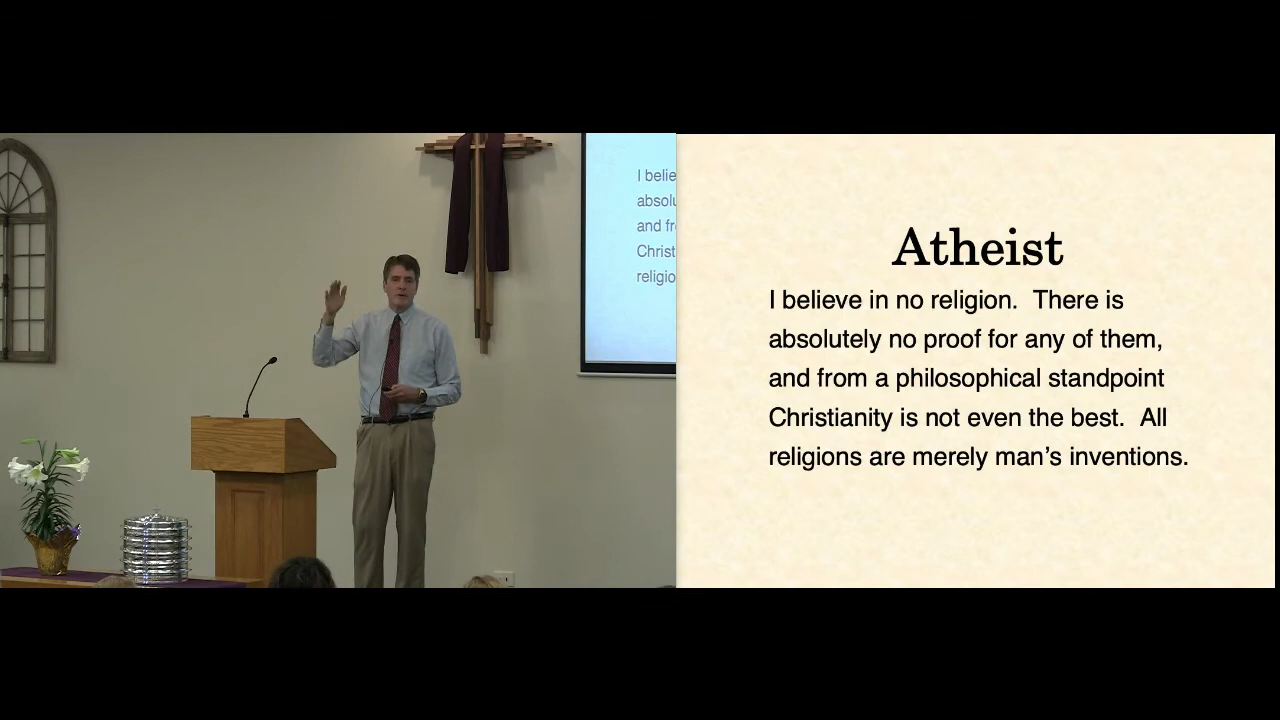 I belie
absolu
and fr
Christ
religio
Atheist
I believe in no religion.  There is
absolutely no proof for any of them,
and from a philosophical standpoint
Christianity is not even the best.  All
religions are merely man’s inventions.